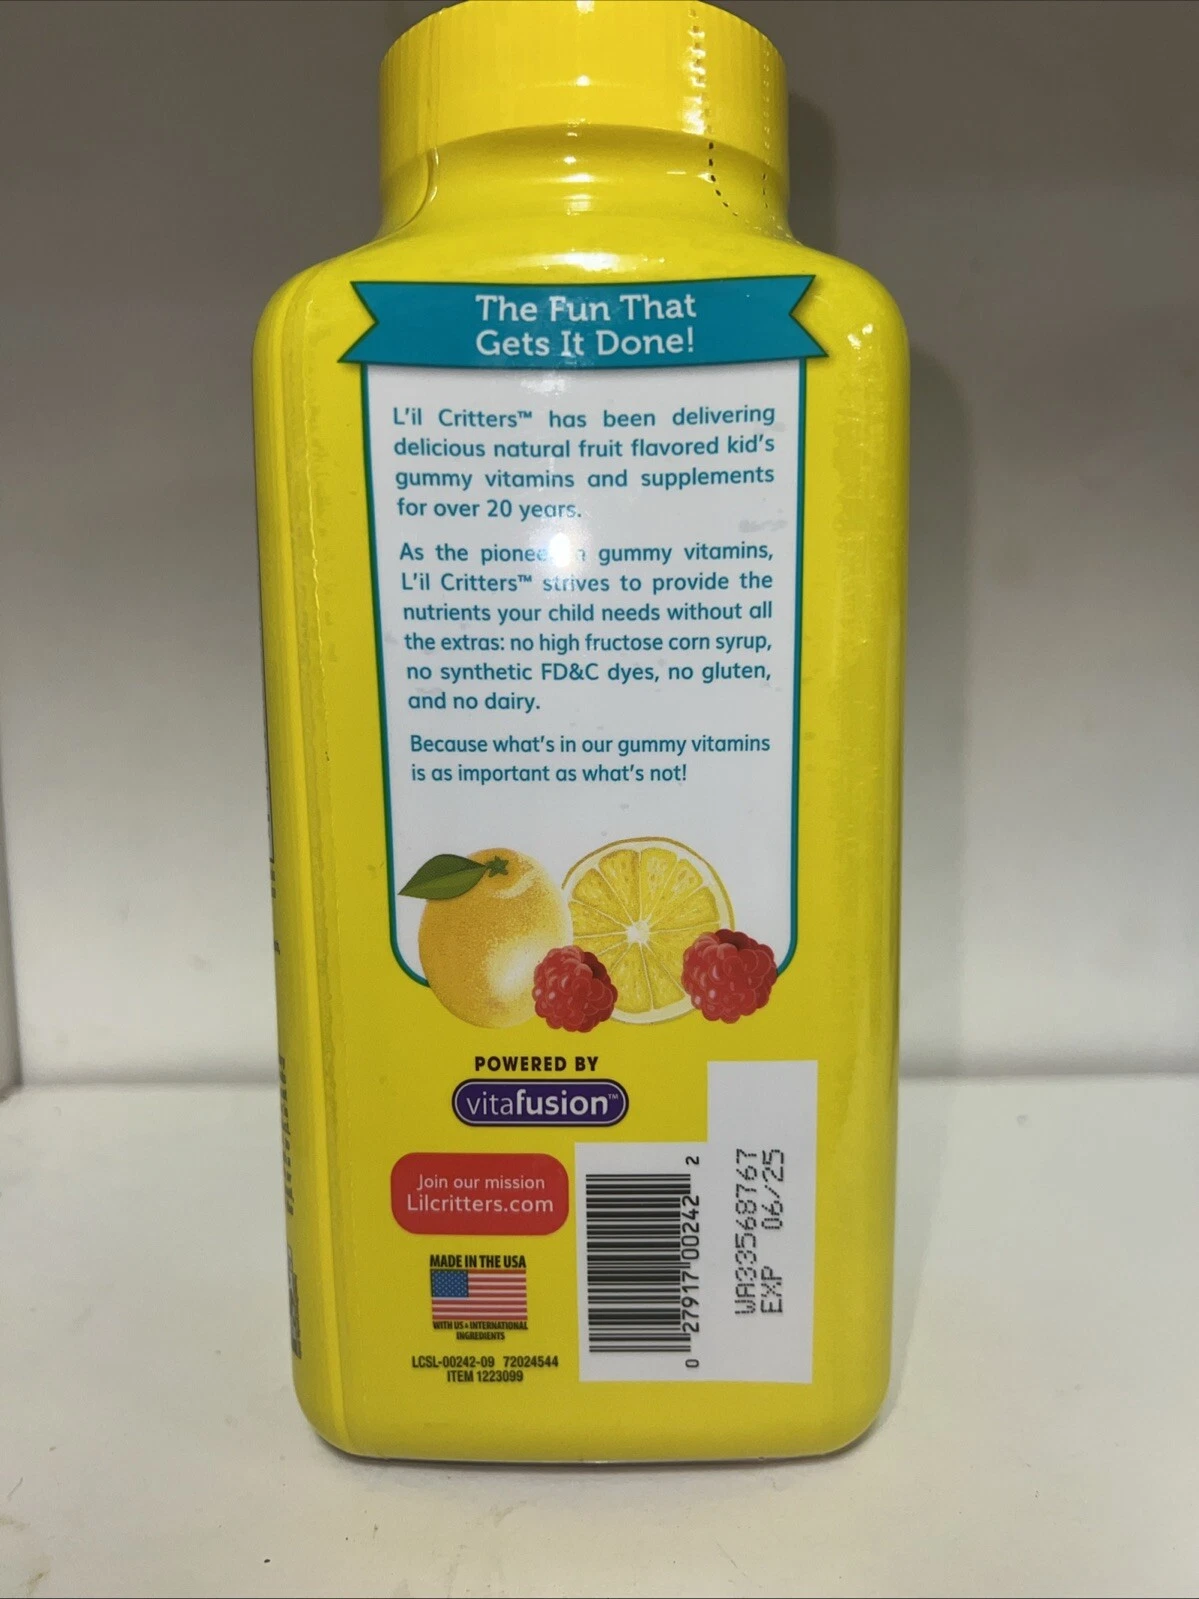 The Fun That
Gets It Done!
L'il Critters™ has been delivering
delicious natural fruit flavored kid's
gummy vitamins and supplements
for over 20 years.
As the gummy vitamins,
L'il Critters™ strives to provide the
nutrients your child needs without all
the extras: no high fructose corn syrup,
no synthetic FD&C dyes, no gluten,
and no dairy.
Because what's in our gummy vitamins
is as important as what's not!
POWERED BY
vitafusion™
Join our mission
Lilcritters.com
MADE IN THE USA
WITH US & INTERNATIONAL
INGREDIENTS
LCSL-00242-09 72024544
ITEM 1223099
0 27917 00242 2
WA33568767
EXP 06/25